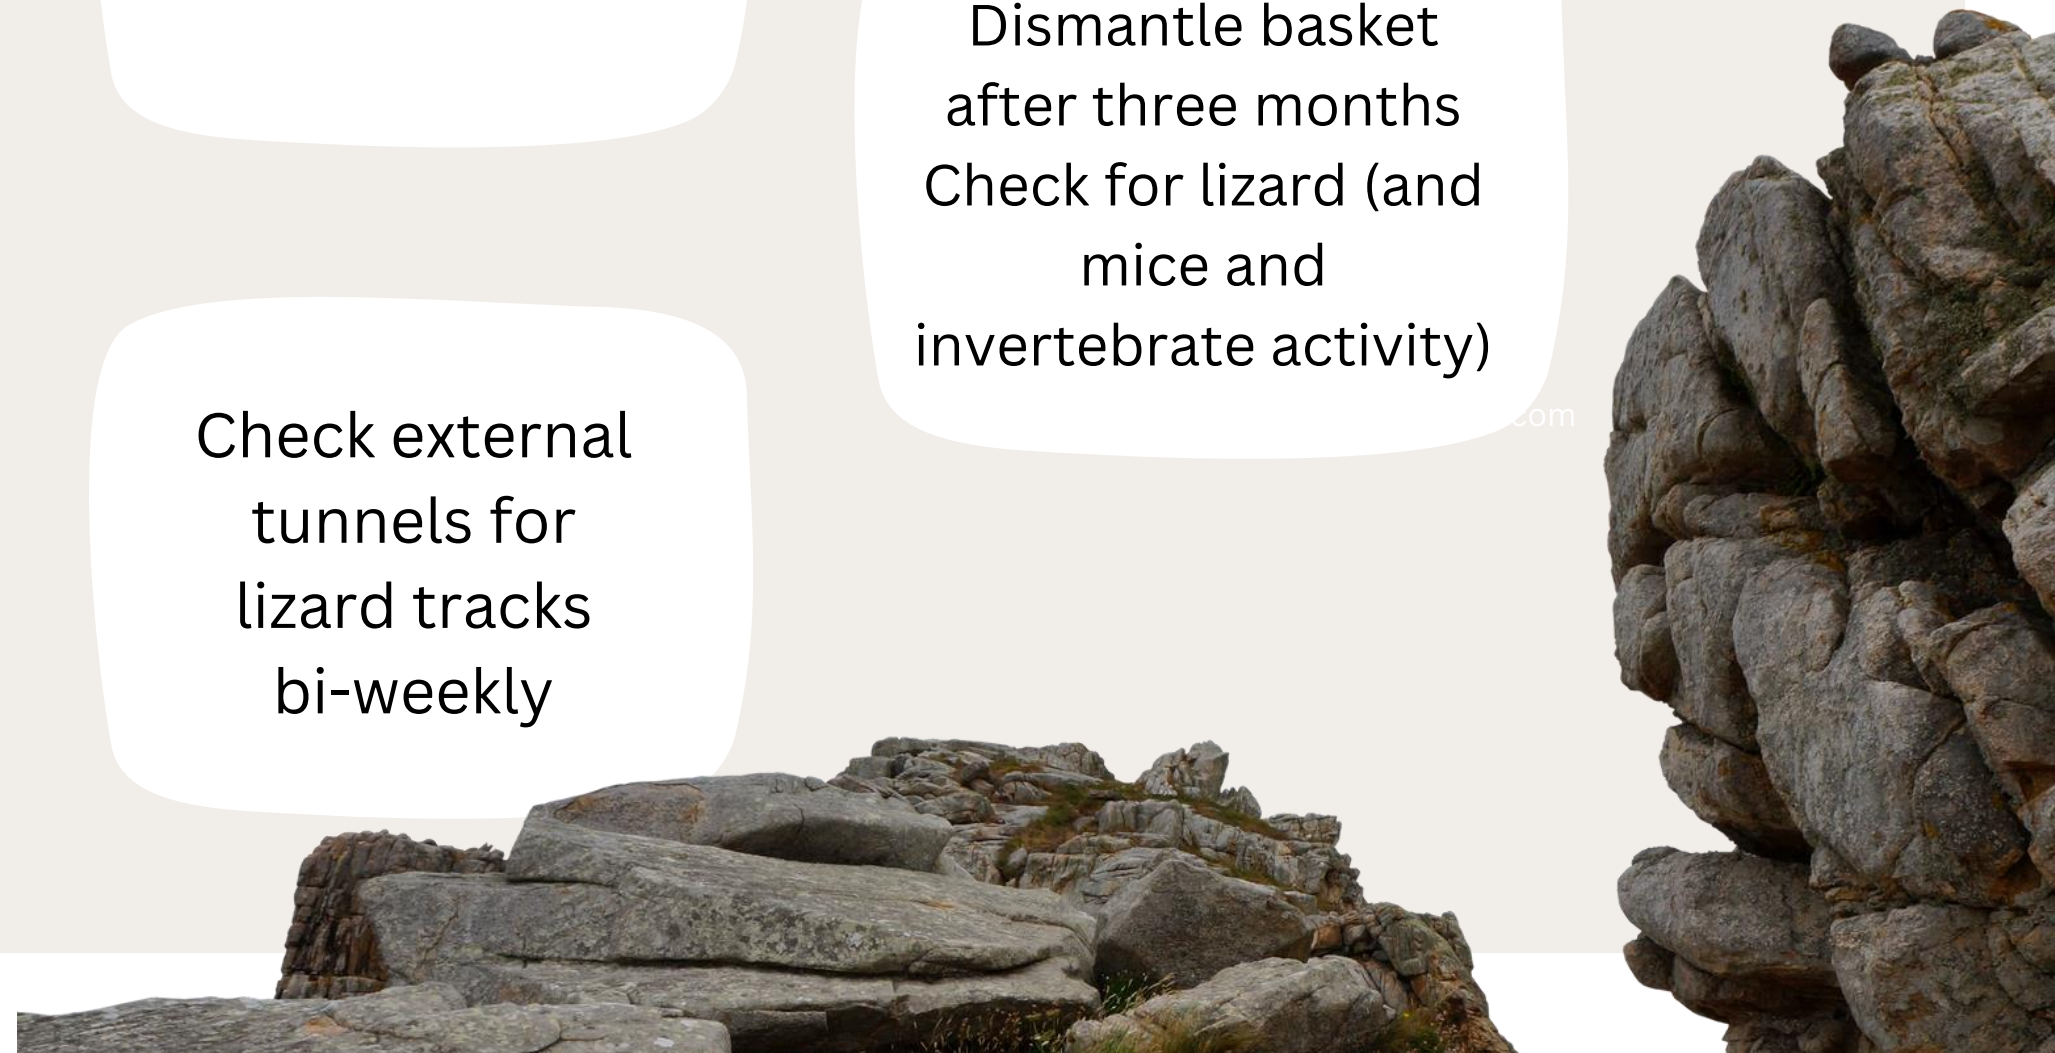 Dismantle basket
after three months
Check for lizard (and
mice and
invertebrate activity)
com
Check external
tunnels for
lizard tracks
bi-weekly